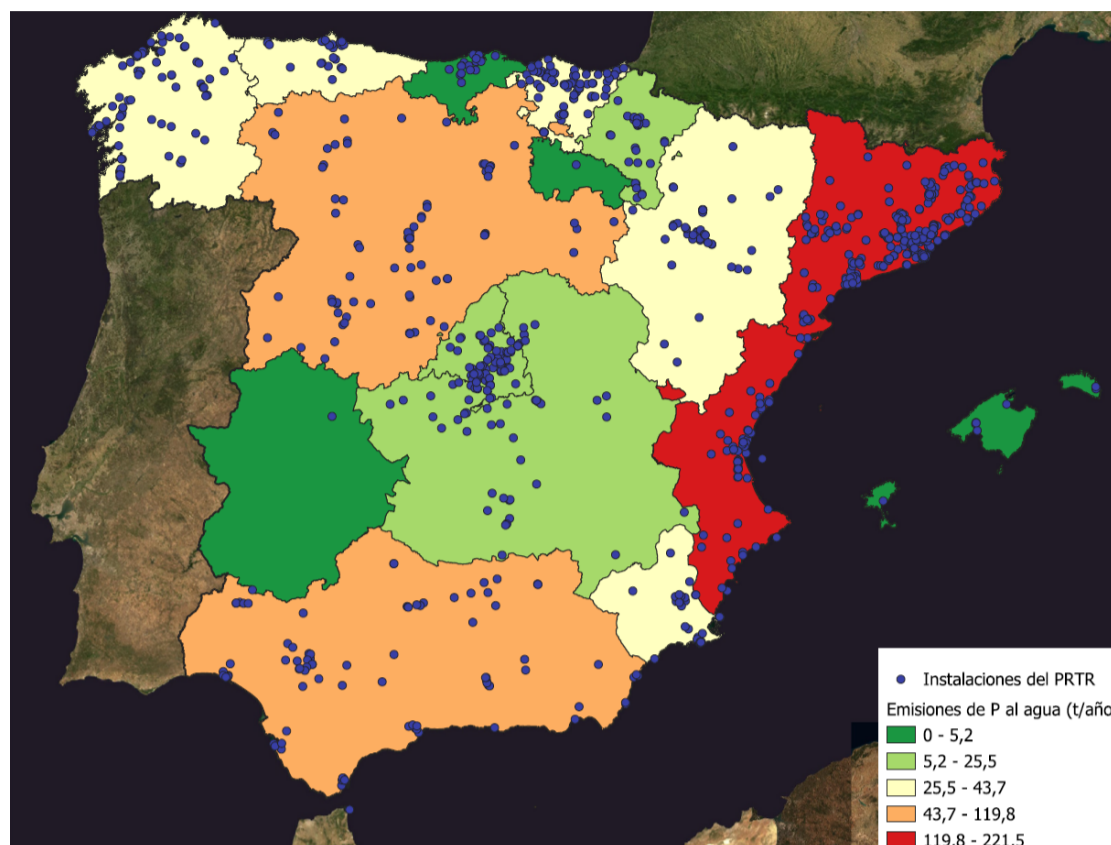 Instalaciones del PRTR
Emisiones de P al agua (t/año
0 - 5,2
5,2 - 25,5
25,5 - 43,7
43,7 - 119,8
119,8 - 221,5